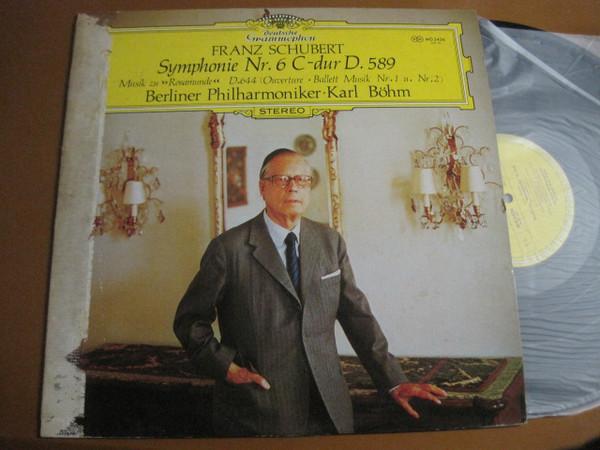 Deutsche
Grammophon
FRANZ SCHUBERT
Symphonie Nr. 6 C-dur D. 589
Musik zu »Rosamunde« D.644 (Ouverture · Ballett Musik Nr. 1 u. Nr. 2)
Berliner Philharmoniker · Karl Böhm
STEREO